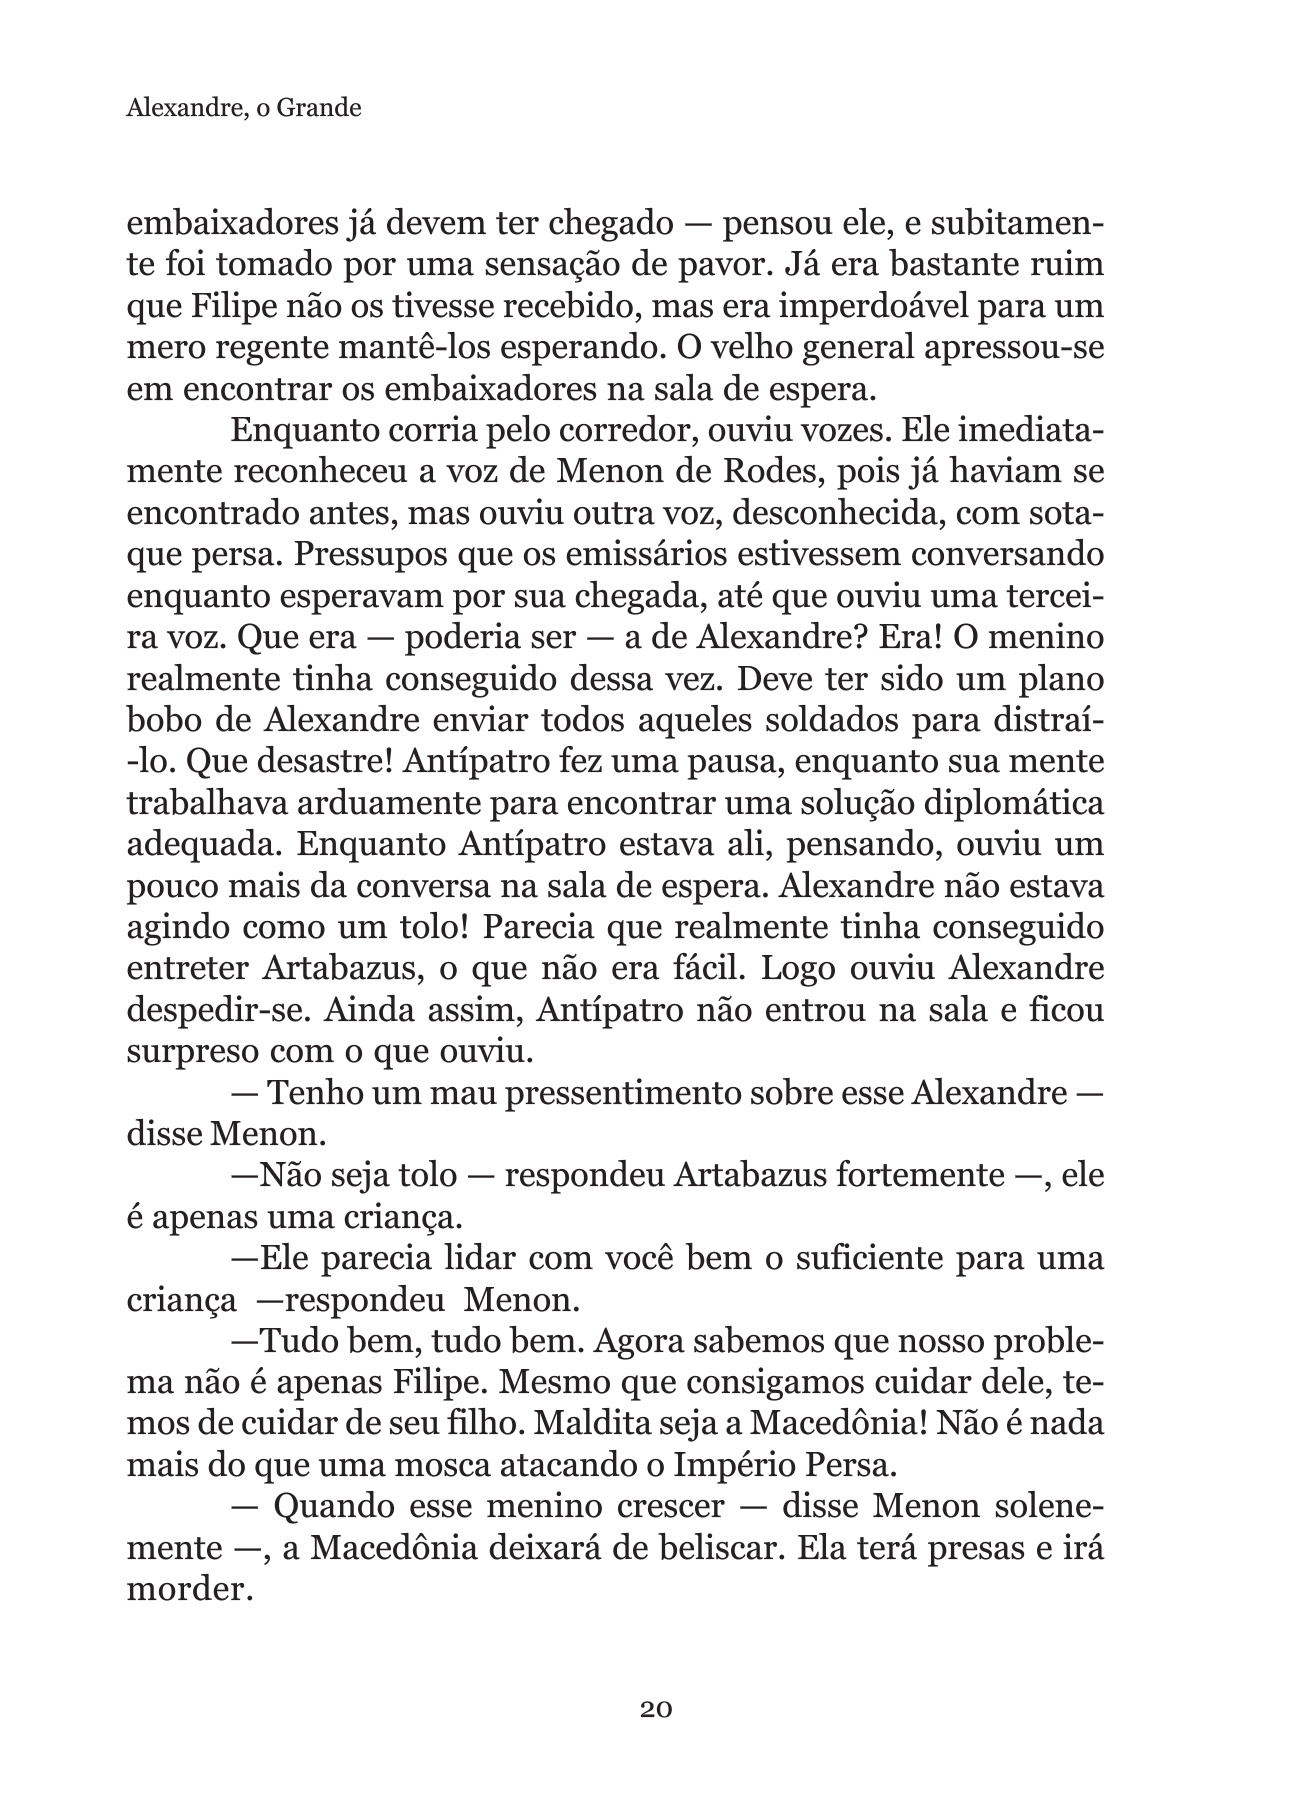 Alexandre, o Grande
embaixadores já devem ter chegado — pensou ele, e subitamen-
te foi tomado por uma sensação de pavor. Já era bastante ruim
que Filipe não os tivesse recebido, mas era imperdoável para um
mero regente mantê-los esperando. O velho general apressou-se
em encontrar os embaixadores na sala de espera.
Enquanto corria pelo corredor, ouviu vozes. Ele imediata-
mente reconheceu a voz de Menon de Rodes, pois já haviam se
encontrado antes, mas ouviu outra voz, desconhecida, com sota-
que persa. Pressupos que os emissários estivessem conversando
enquanto esperavam por sua chegada, até que ouviu uma tercei-
ra voz. Que era — poderia ser — a de Alexandre? Era! O menino
realmente tinha conseguido dessa vez. Deve ter sido um plano
bobo de Alexandre enviar todos aqueles soldados para distraí-
-lo. Que desastre! Antípatro fez uma pausa, enquanto sua mente
trabalhava arduamente para encontrar uma solução diplomática
adequada. Enquanto Antípatro estava ali, pensando, ouviu um
pouco mais da conversa na sala de espera. Alexandre não estava
agindo como um tolo! Parecia que realmente tinha conseguido
entreter Artabazus, o que não era fácil. Logo ouviu Alexandre
despedir-se. Ainda assim, Antípatro não entrou na sala e ficou
surpreso com o que ouviu.
— Tenho um mau pressentimento sobre esse Alexandre —
disse Menon.
—Não seja tolo — respondeu Artabazus fortemente —, ele
é apenas uma criança.
—Ele parecia lidar com você bem o suficiente para uma
criança —respondeu Menon.
—Tudo bem, tudo bem. Agora sabemos que nosso proble-
ma não é apenas Filipe. Mesmo que consigamos cuidar dele, te-
mos de cuidar de seu filho. Maldita seja a Macedônia! Não é nada
mais do que uma mosca atacando o Império Persa.
— Quando esse menino crescer — disse Menon solene-
mente —, a Macedônia deixará de beliscar. Ela terá presas e irá
morder.
20